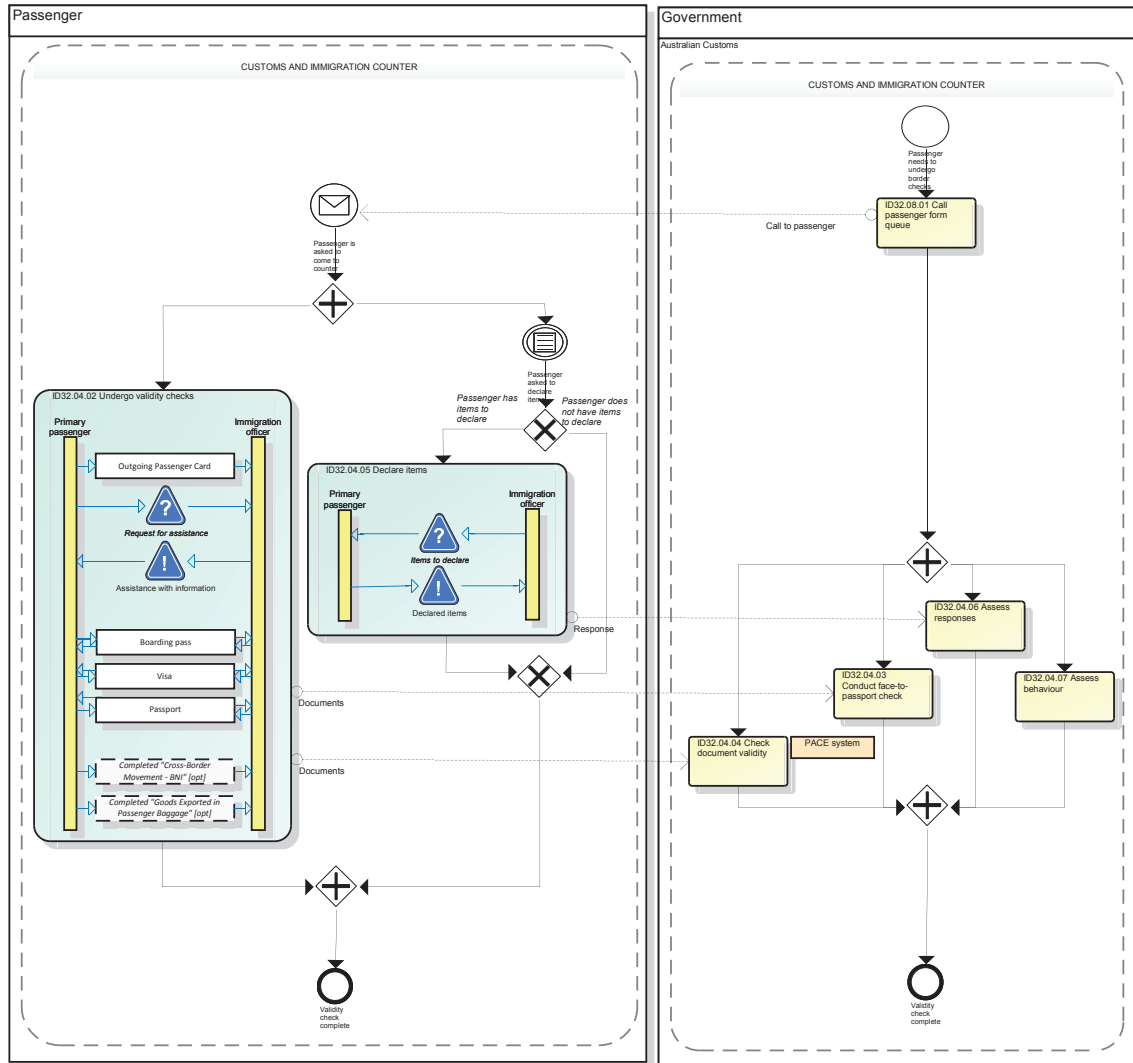 Passenger
CUSTOMS AND IMMIGRATION COUNTER
Passenger is
asked to
come to
counter
Passenger
asked to
declare
items
Passenger has
items to
declare
Passenger does
not have items
to declare
ID32.04.02 Undergo validity checks
Primary
passenger
Immigration
officer
Outgoing Passenger Card
?
Request for assistance
!
Assistance with information
Boarding pass
Visa
Passport
Completed "Cross-Border
Movement - BNI" [opt]
Completed "Goods Exported in
Passenger Baggage" [opt]
ID32.04.05 Declare items
Primary
passenger
Immigration
officer
?
Items to declare
!
Declared items
Response
Documents
Documents
Validity
check
complete
Government
Australian Customs
CUSTOMS AND IMMIGRATION COUNTER
Passenger
needs to
undergo
border
checks
ID32.08.01 Call
passenger form
queue
Call to passenger
ID32.04.06 Assess
responses
ID32.04.03
Conduct face-to-
passport check
ID32.04.07 Assess
behaviour
ID32.04.04 Check
document validity
PACE system
Validity
check
complete